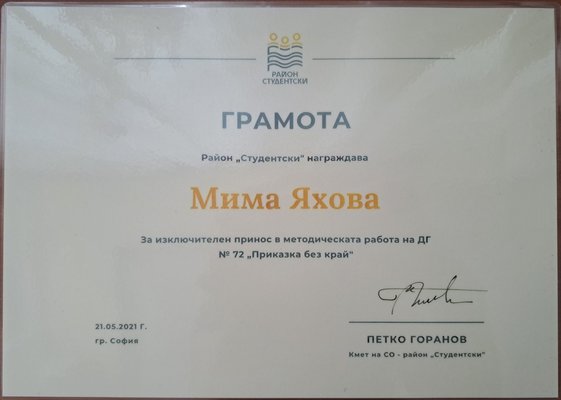 РАЙОН
СТУДЕНТСКИ
ГРАМОТА
Район „Студентски" награждава
Мима Яхова
За изключителен принос в методическата работа на ДГ
№ 72 „Приказка без край"
21.05.2021 г.
гр. София
ПЕТКО ГОРАНОВ
Кмет на СО - район „Студентски"